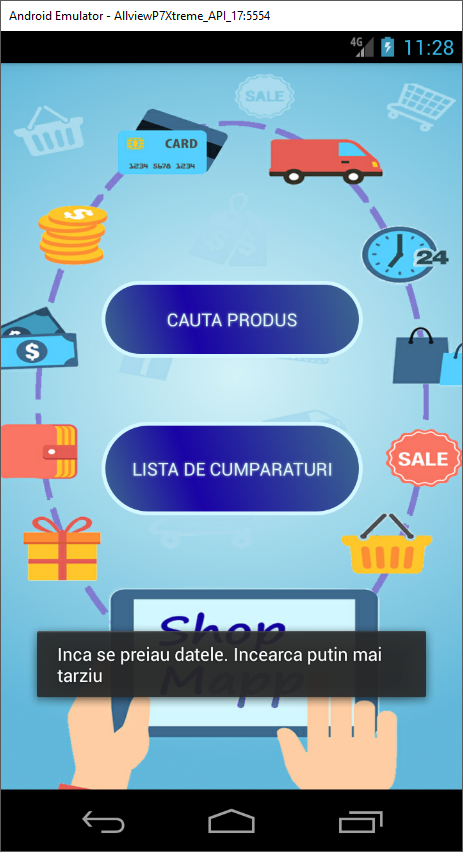 Android Emulator - AllviewP7Xtreme_API_17:5554
4G
11:28
SALE
CARD
1234 5678 1234
$
24
CAUTA PRODUS
$
LISTA DE CUMPARATURI
SALE
Shop
Mapp
Inca se preiau datele. Incearca putin mai
tarziu